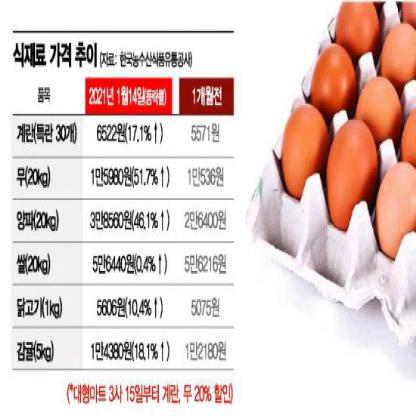 식재료 가격 추이 (자료: 한국농수산식품유통공사)
품목 2021년 1월14일(등락률) 1개월전
계란(특란 30개) 6522원(17.1%↑) 5571원
무(20kg) 1만5980원(51.7%↑) 1만536원
양파(20kg) 3만8560원(46.1%↑) 2만6400원
쌀(20kg) 5만6440원(0.4%↑) 5만6216원
닭고기(1kg) 5606원(10.4%↑) 5075원
감귤(5kg) 1만4380원(18.1%↑) 1만2180원
(*대형마트 3사 15일부터 계란, 무 20% 할인)